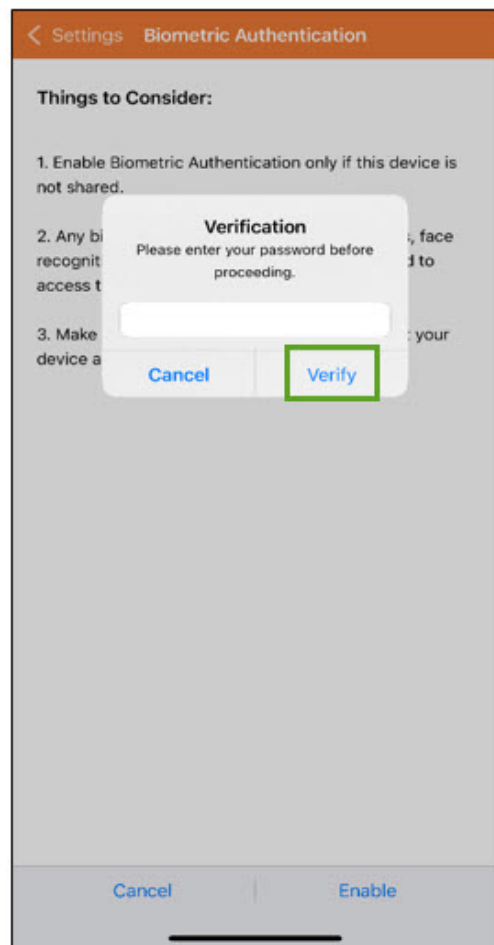 Settings Biometric Authentication
Things to Consider:
1. Enable Biometric Authentication only if this device is
not shared.
2. Any bi
, face
recognit
d to
access t
3. Make
your
device a
Verification
Please enter your password before
proceeding.
Cancel Verify
Cancel Enable